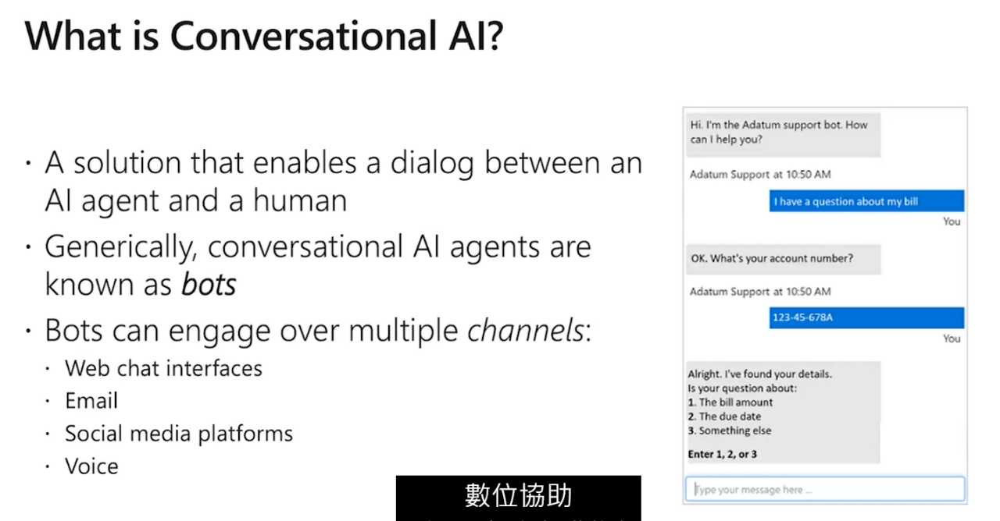 What is Conversational AI?
· A solution that enables a dialog between an
AI agent and a human
· Generically, conversational AI agents are
known as bots
· Bots can engage over multiple channels:
· Web chat interfaces
· Email
· Social media platforms
· Voice
Hi. I'm the Adatum support bot. How
can I help you?
Adatum Support at 10:50 AM
I have a question about my bill
You
OK. What's your account number?
Adatum Support at 10:50 AM
123-45-678A
You
Alright. I've found your details.
Is your question about:
1. The bill amount
2. The due date
3. Something else
Enter 1, 2, or 3
Type your message here ...
數位協助